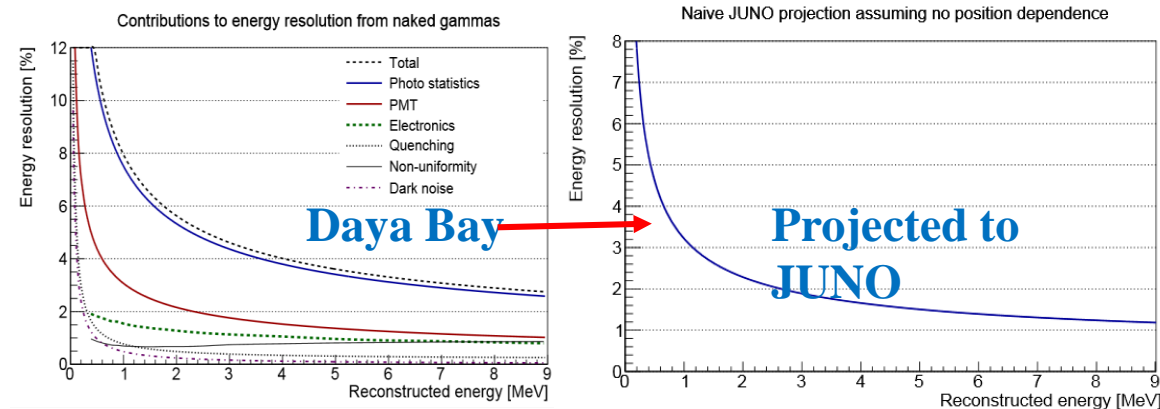 Contributions to energy resolution from naked gammas
Energy resolution [%]
12
10
8
6
4
2
0
0 1 2 3 4 5 6 7 8 9
Reconstructed energy [MeV]
Total
Photo statistics
PMT
Electronics
Quenching
Non-uniformity
Dark noise
Daya Bay
Naive JUNO projection assuming no position dependence
Energy resolution [%]
8
7
6
5
4
3
2
1
0
0 1 2 3 4 5 6 7 8 9
Reconstructed energy [MeV]
Projected to
JUNO